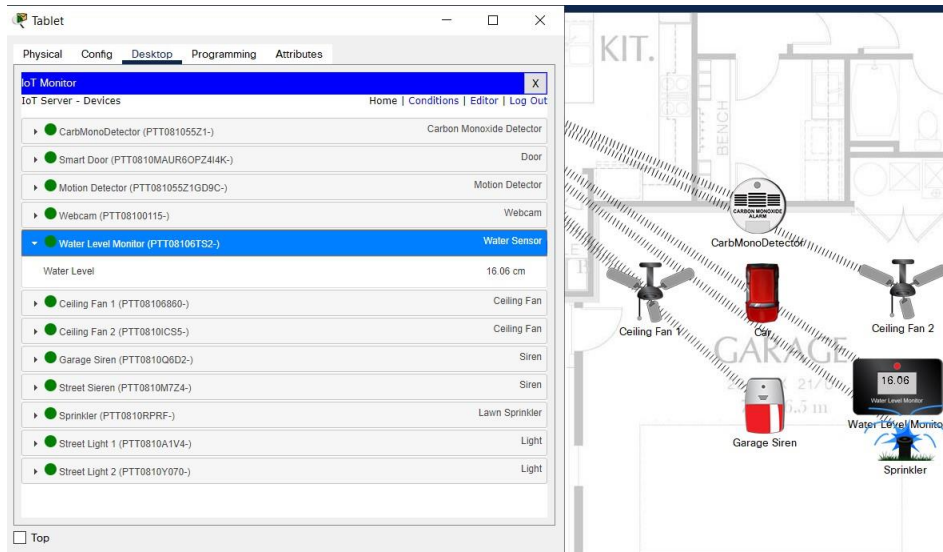 Tablet
Physical Config Desktop Programming Attributes
IoT Monitor X
IoT Server - Devices Home | Conditions | Editor | Log Out
CarbMonoDetector (PTT081055Z1-) Carbon Monoxide Detector
Smart Door (PTT0810MAUR6OPZ4I4K-) Door
Motion Detector (PTT081055Z1GD9C-) Motion Detector
Webcam (PTT08100115-) Webcam
Water Level Monitor (PTT08106TS2-) Water Sensor
Water Level 16.06 cm
Ceiling Fan 1 (PTT08106860-) Ceiling Fan
Ceiling Fan 2 (PTT0810ICS5-) Ceiling Fan
Garage Siren (PTT0810Q6D2-) Siren
Street Sieren (PTT0810M7Z4-) Siren
Sprinkler (PTT0810RPRF-) Lawn Sprinkler
Street Light 1 (PTT0810A1V4-) Light
Street Light 2 (PTT0810Y070-) Light
Top
KIT.
BENCH
CARBON MONOXIDE
ALARM
CarbMonoDetector
Ceiling Fan 1
Car
Ceiling Fan 2
GARAGE
16.06
Water Level Monitor
Garage Siren
Water Level Monito
Sprinkler